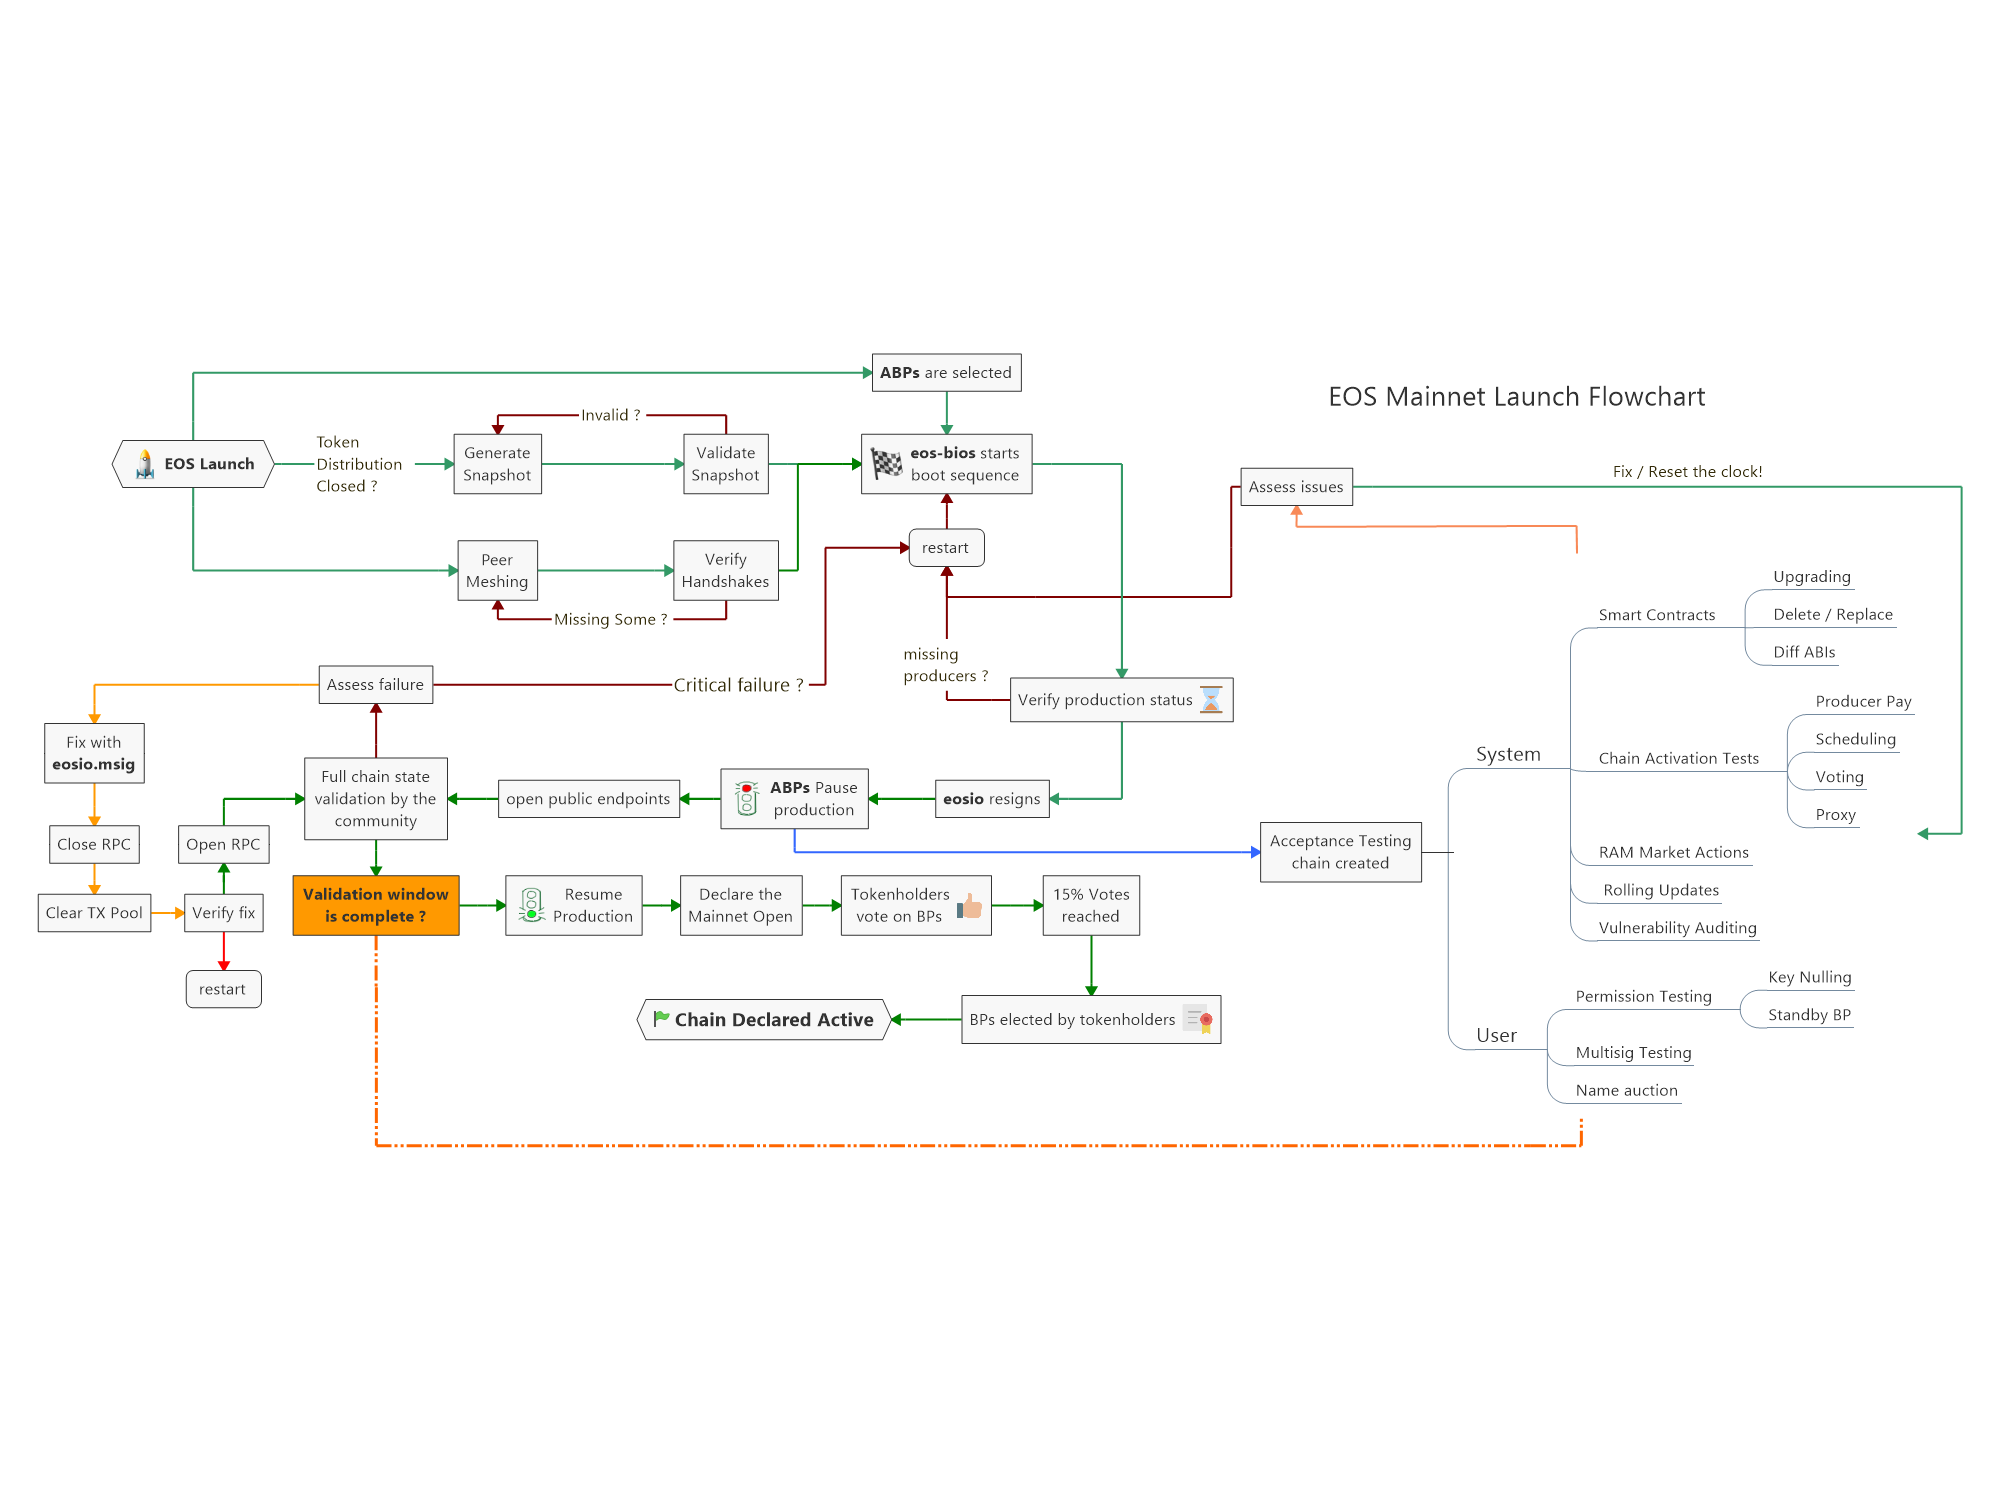 ABPs are selected
EOS Mainnet Launch Flowchart
Invalid ?
Token
Distribution
Closed ?
EOS Launch
Generate
Snapshot
Validate
Snapshot
eos-bios starts
boot sequence
Assess issues
Fix / Reset the clock!
restart
Peer
Meshing
Verify
Handshakes
Missing Some ?
missing
producers ?
Assess failure
Critical failure ?
Verify production status
Fix with
eosio.msig
Full chain state
validation by the
community
open public endpoints
ABPs Pause
production
eosio resigns
Close RPC
Open RPC
Clear TX Pool
Verify fix
restart
Validation window
is complete ?
Resume
Production
Declare the
Mainnet Open
Tokenholders
vote on BPs
15% Votes
reached
Chain Declared Active
BPs elected by tokenholders
Acceptance Testing
chain created
System
Smart Contracts
Upgrading
Delete / Replace
Diff ABIs
Chain Activation Tests
Producer Pay
Scheduling
Voting
Proxy
RAM Market Actions
Rolling Updates
Vulnerability Auditing
User
Permission Testing
Key Nulling
Standby BP
Multisig Testing
Name auction